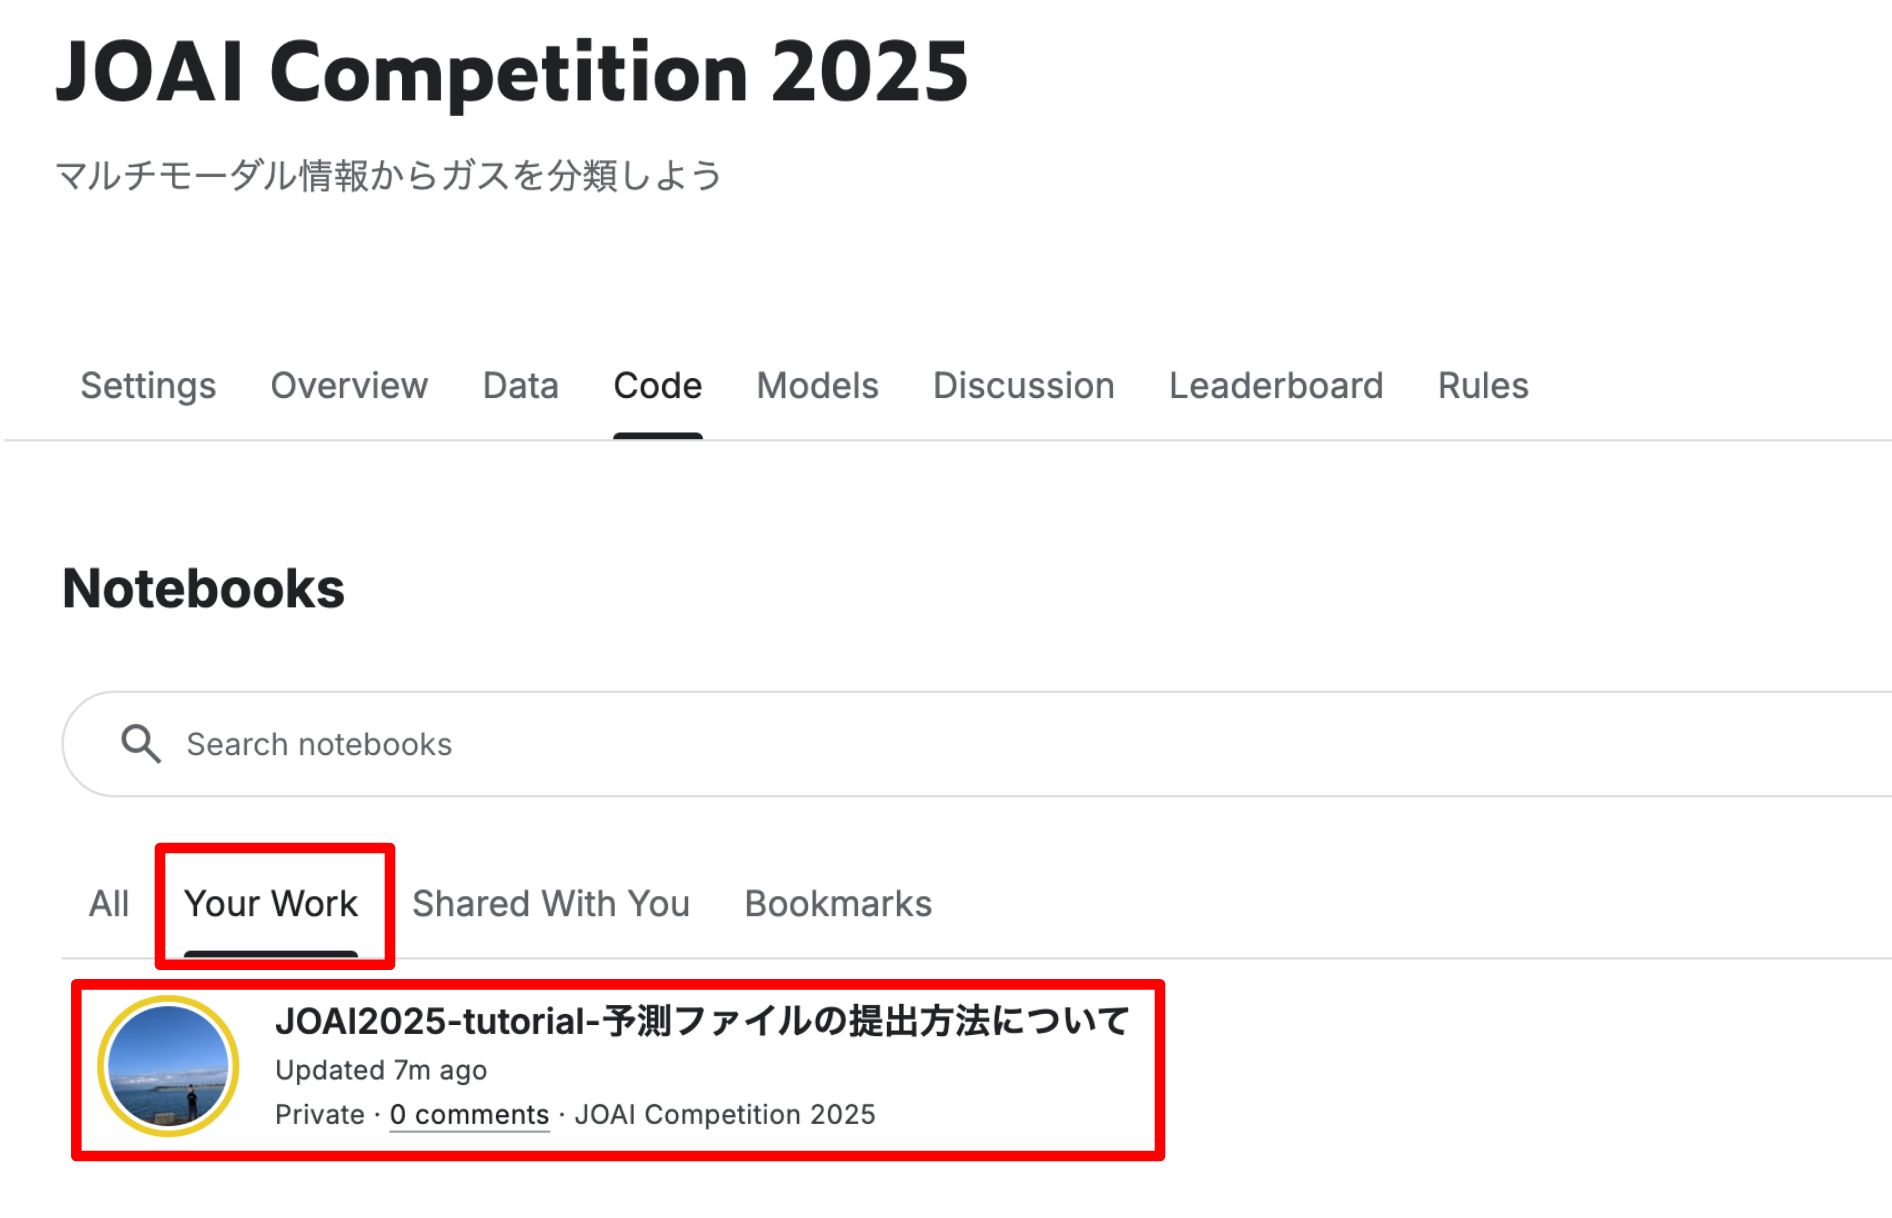 JOAI Competition 2025
マルチモーダル情報からガスを分類しよう
Settings Overview Data Code Models Discussion Leaderboard Rules
Notebooks
Search notebooks
All Your Work Shared With You Bookmarks
JOAI2025-tutorial-予測ファイルの提出方法について
Updated 7m ago
Private · 0 comments · JOAI Competition 2025